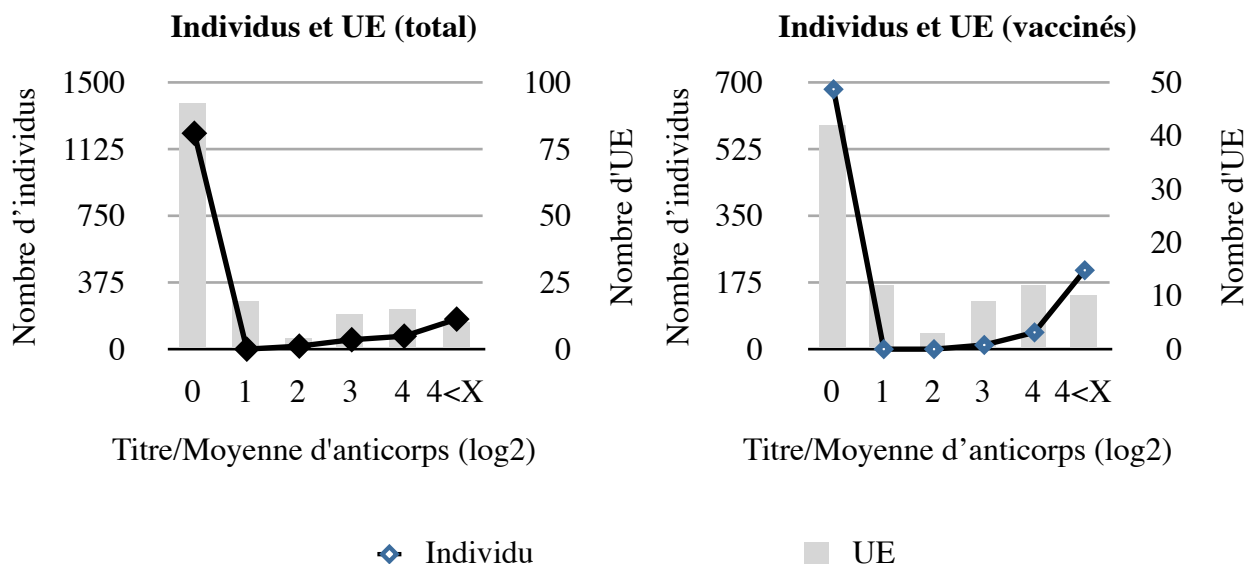 Individus et UE (total)
Nombre d’individus
1500
1125
750
375
0
100
75
50
25
0
Nombre d'UE
0 1 2 3 4 4<X
Titre/Moyenne d'anticorps (log2)
Individus et UE (vaccinés)
Nombre d’individus
700
525
350
175
0
50
40
30
20
10
0
Nombre d'UE
0 1 2 3 4 4<X
Titre/Moyenne d’anticorps (log2)
Individu
UE